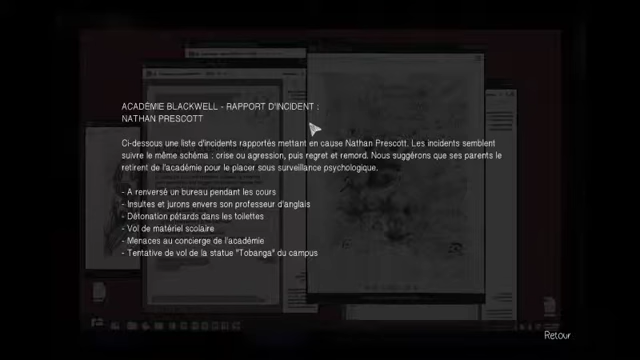 ACADÉMIE BLACKWELL - RAPPORT D'INCIDENT :
NATHAN PRESCOTT
Ci-dessous une liste d'incidents rapportés mettant en cause Nathan Prescott. Les incidents semblent
suivre le même schéma : crise ou agression, puis regret et remord. Nous suggérons que ses parents le
retirent de l'académie pour le placer sous surveillance psychologique.
- A renversé un bureau pendant les cours
- Insultes et jurons envers son professeur d'anglais
- Détonation pétards dans les toilettes
- Vol de matériel scolaire
- Menaces au concierge de l'académie
- Tentative de vol de la statue "Tobanga" du campus
Retour